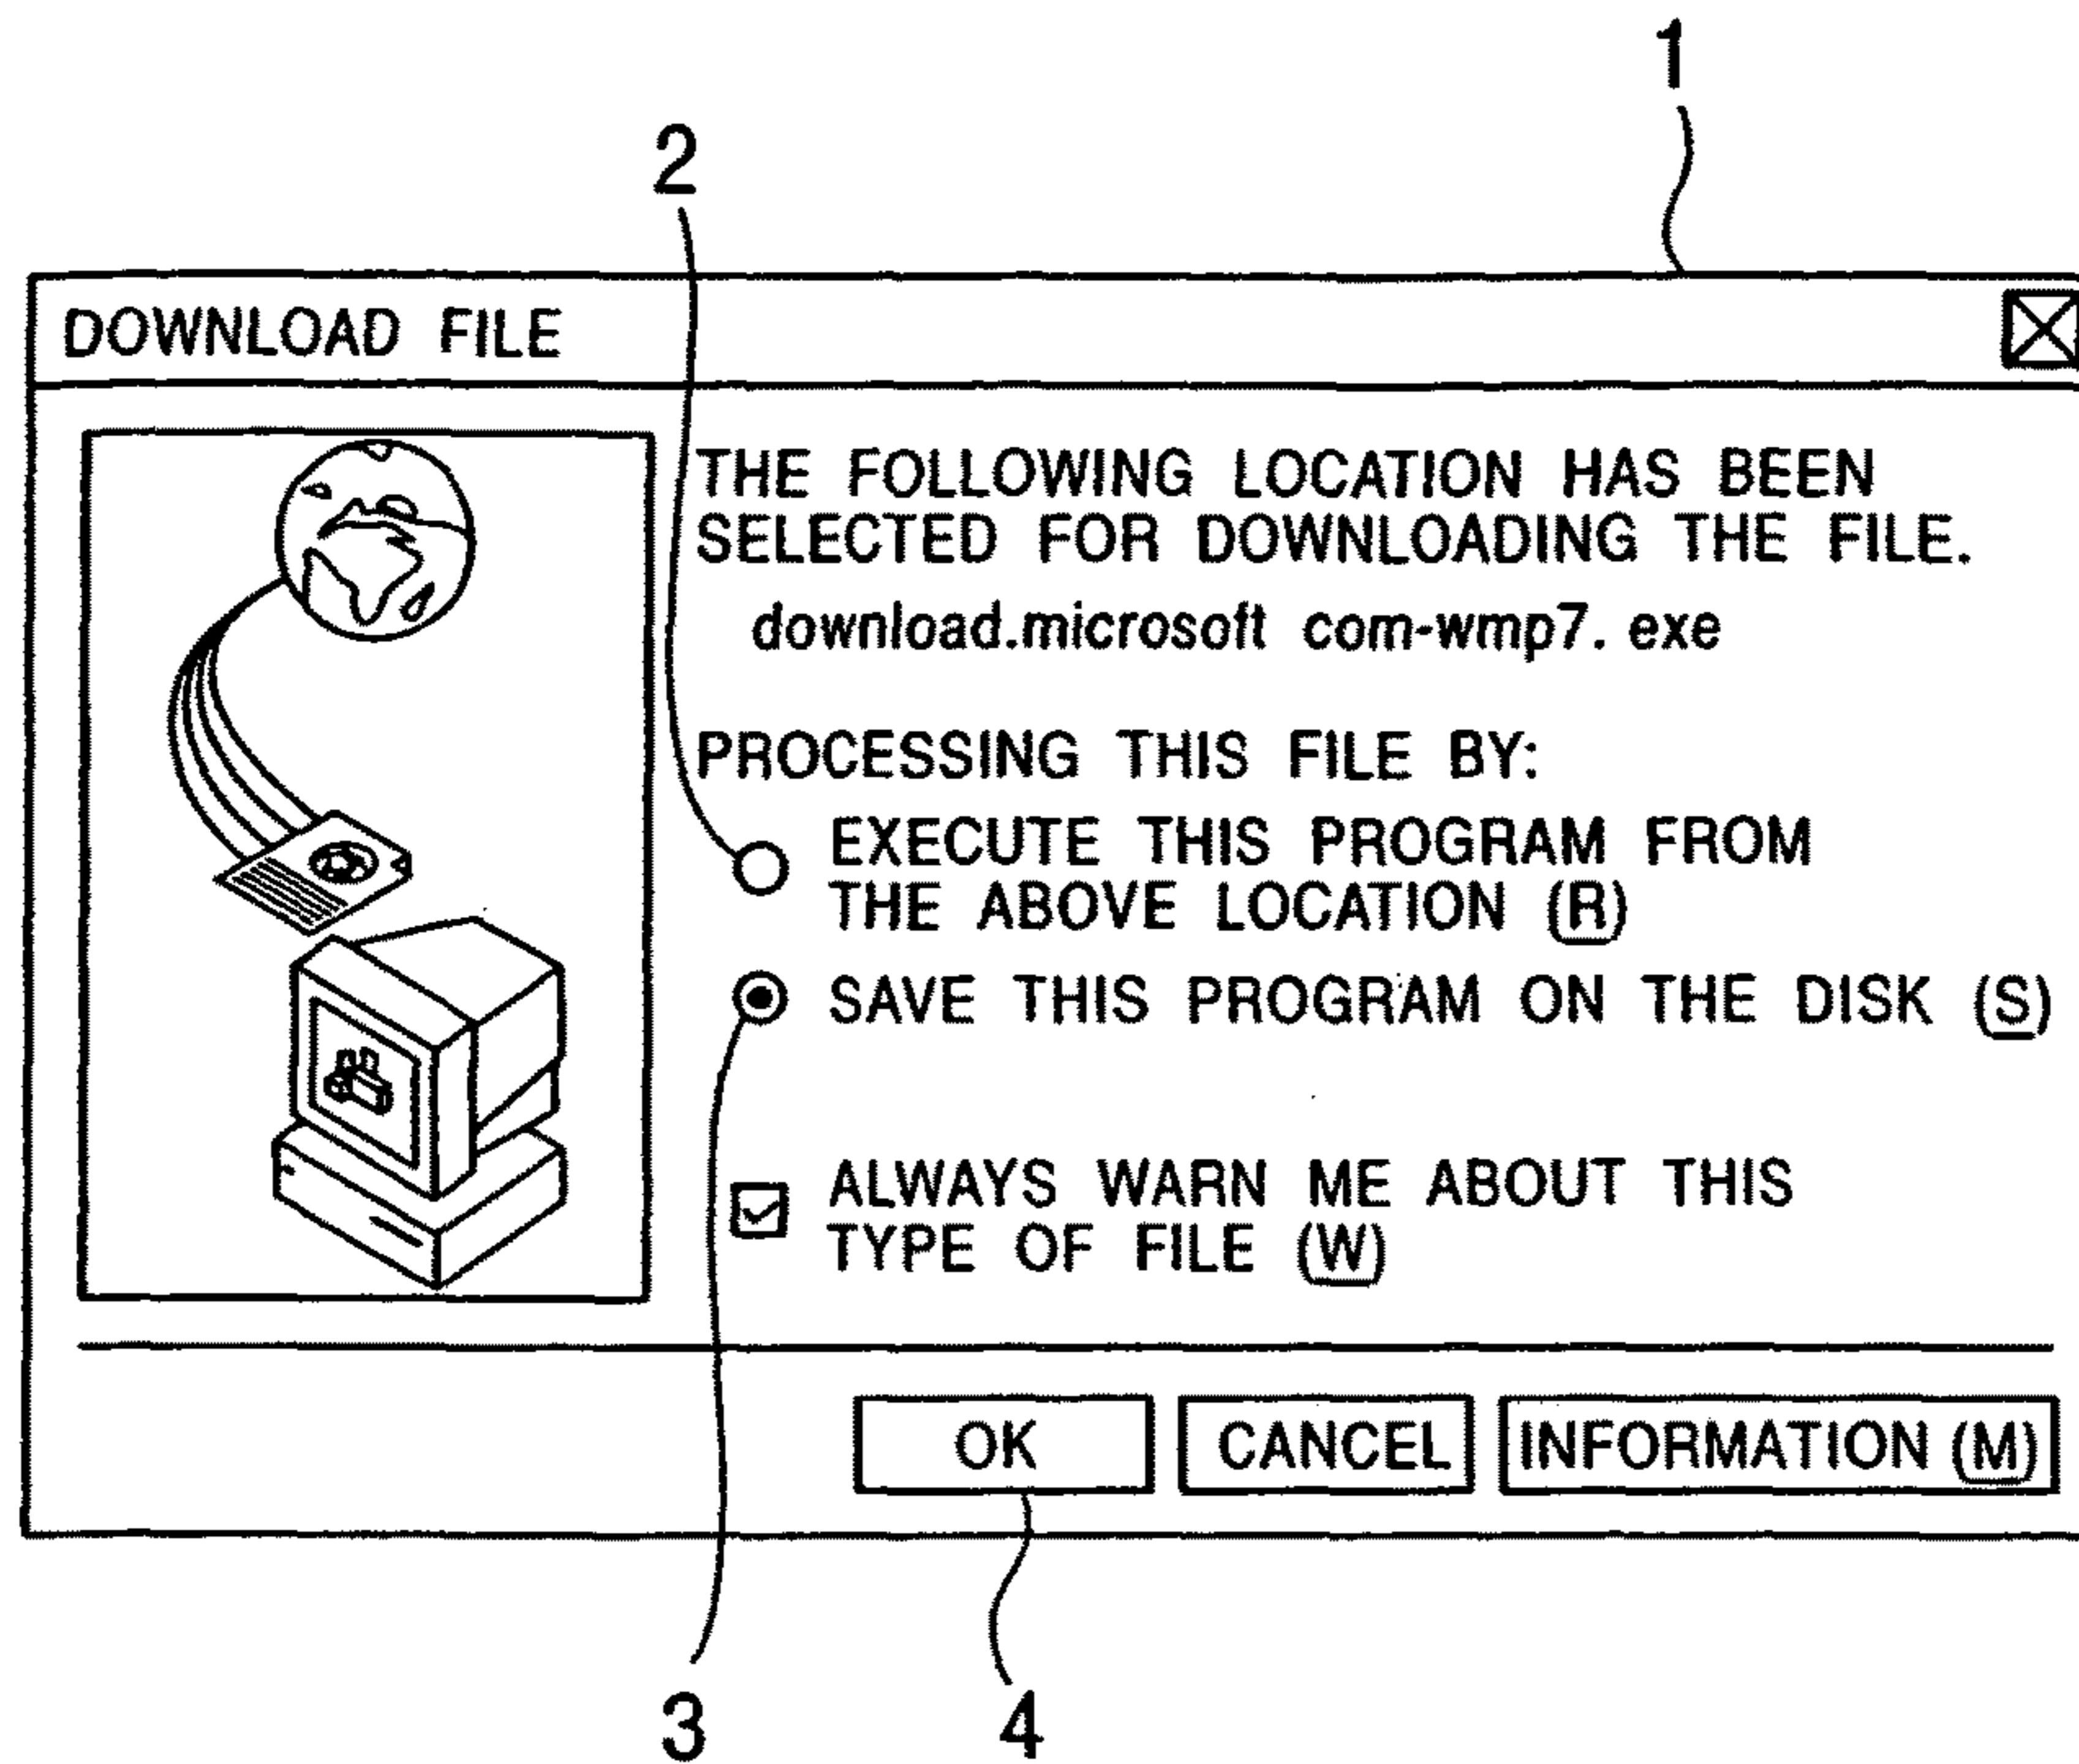 1
2
DOWNLOAD FILE
THE FOLLOWING LOCATION HAS BEEN
SELECTED FOR DOWNLOADING THE FILE.
download.microsoft com-wmp7. exe
PROCESSING THIS FILE BY:
EXECUTE THIS PROGRAM FROM
THE ABOVE LOCATION (R)
SAVE THIS PROGRAM ON THE DISK (S)
ALWAYS WARN ME ABOUT THIS
TYPE OF FILE (W)
OK CANCEL INFORMATION (M)
3 4